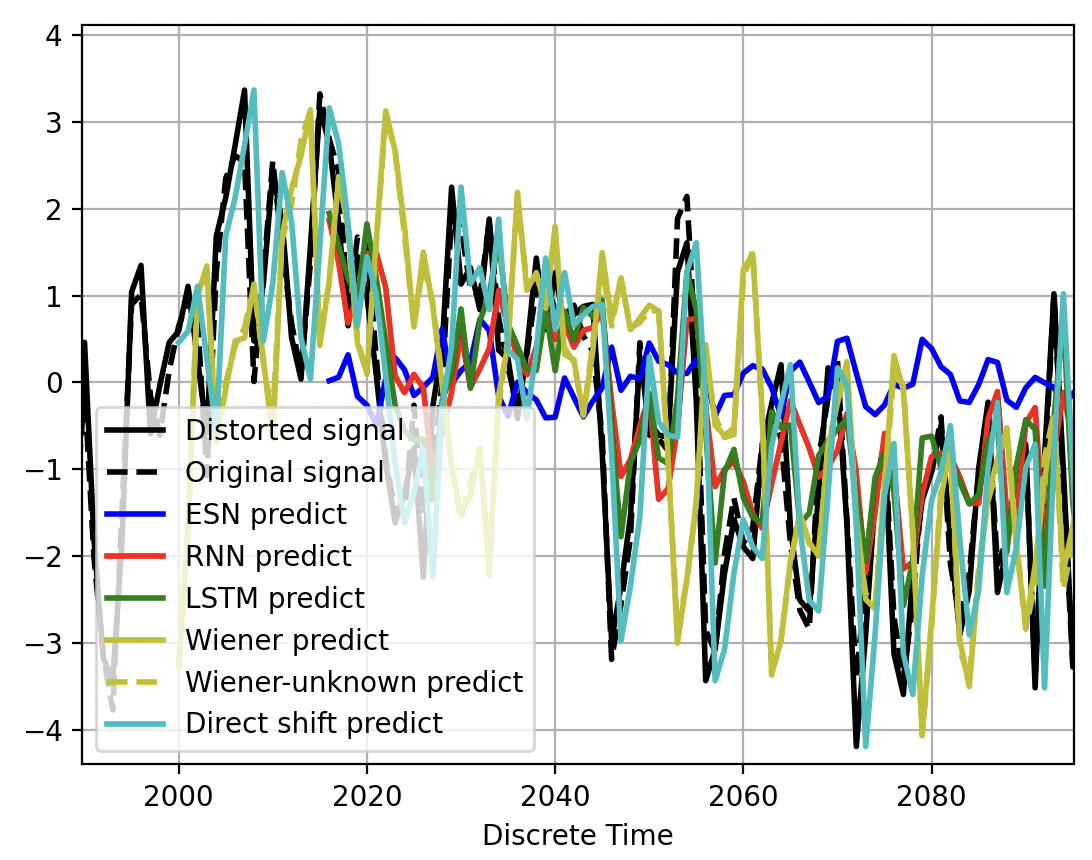 4
3
2
1
0
−1
−2
−3
−4
Distorted signal
Original signal
ESN predict
RNN predict
LSTM predict
Wiener predict
Wiener-unknown predict
Direct shift predict
2000 2020 2040 2060 2080
Discrete Time